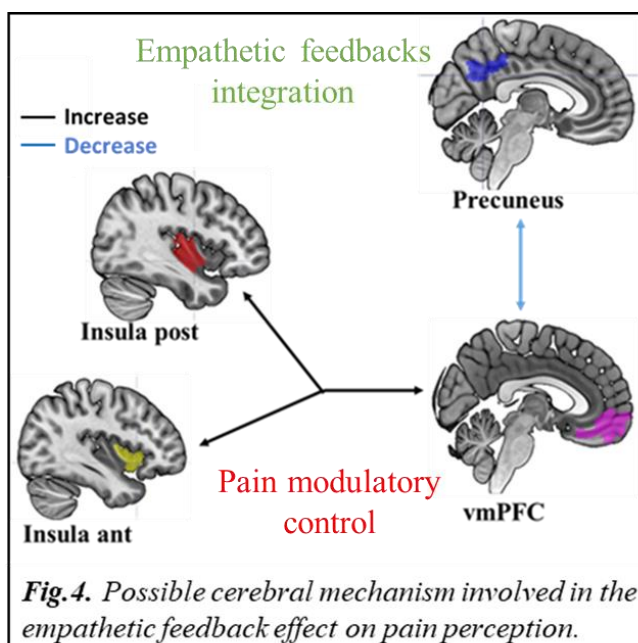 Empathetic feedbacks
integration
Increase
Decrease
Precuneus
Insula post
Insula ant
Pain modulatory
control
vmPFC
Fig.4. Possible cerebral mechanism involved in the
empathetic feedback effect on pain perception.